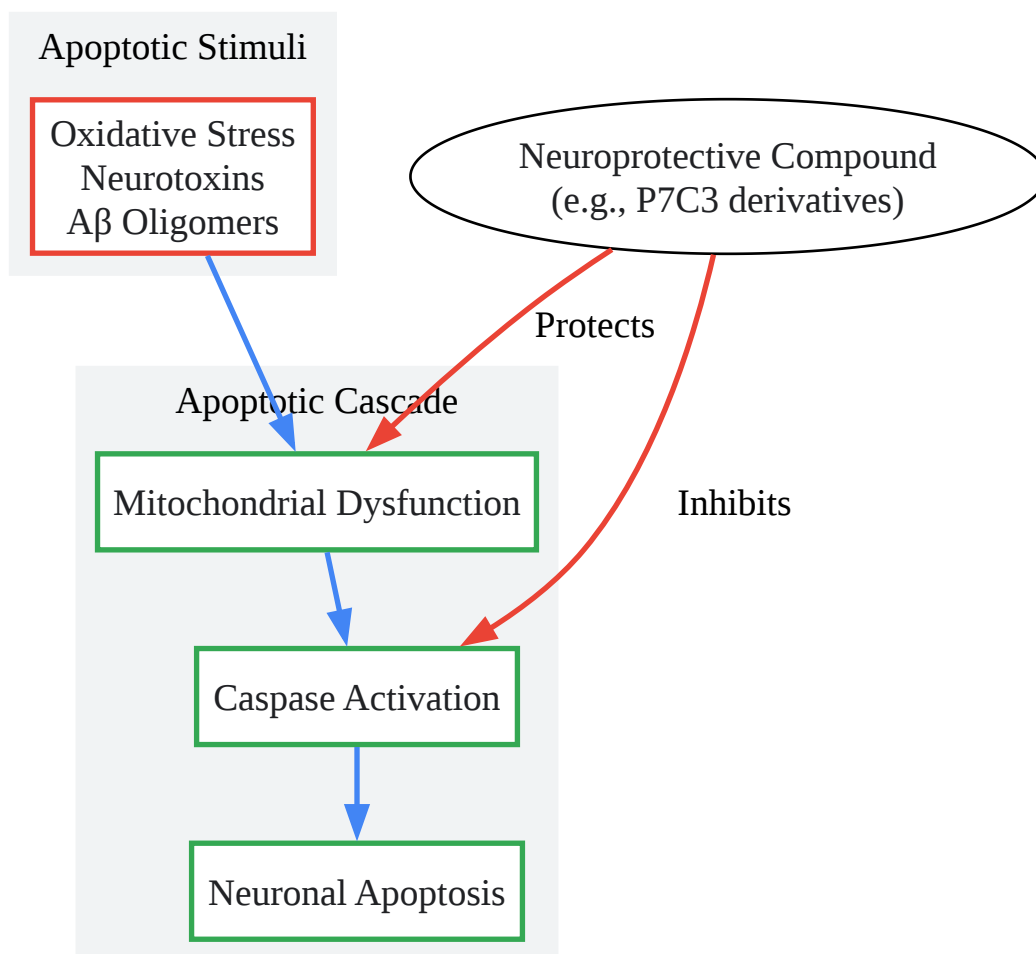 Apoptotic Stimuli
Oxidative Stress
Neurotoxins
Aβ Oligomers
Neuroprotective Compound
(e.g., P7C3 derivatives)
Protects
Apoptotic Cascade
Mitochondrial Dysfunction
Inhibits
Caspase Activation
Neuronal Apoptosis